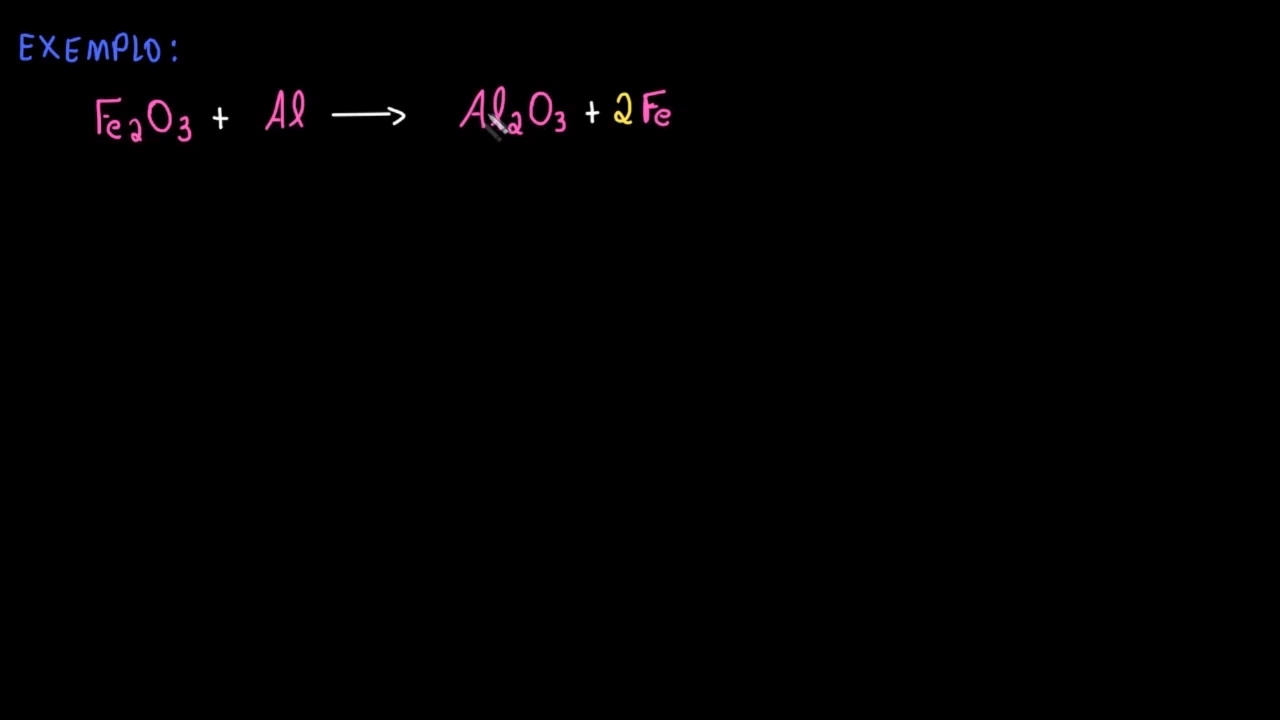 EXEMPLO:
Fe₂O₃ + Al ⟶ Al₂O₃ + 2Fe